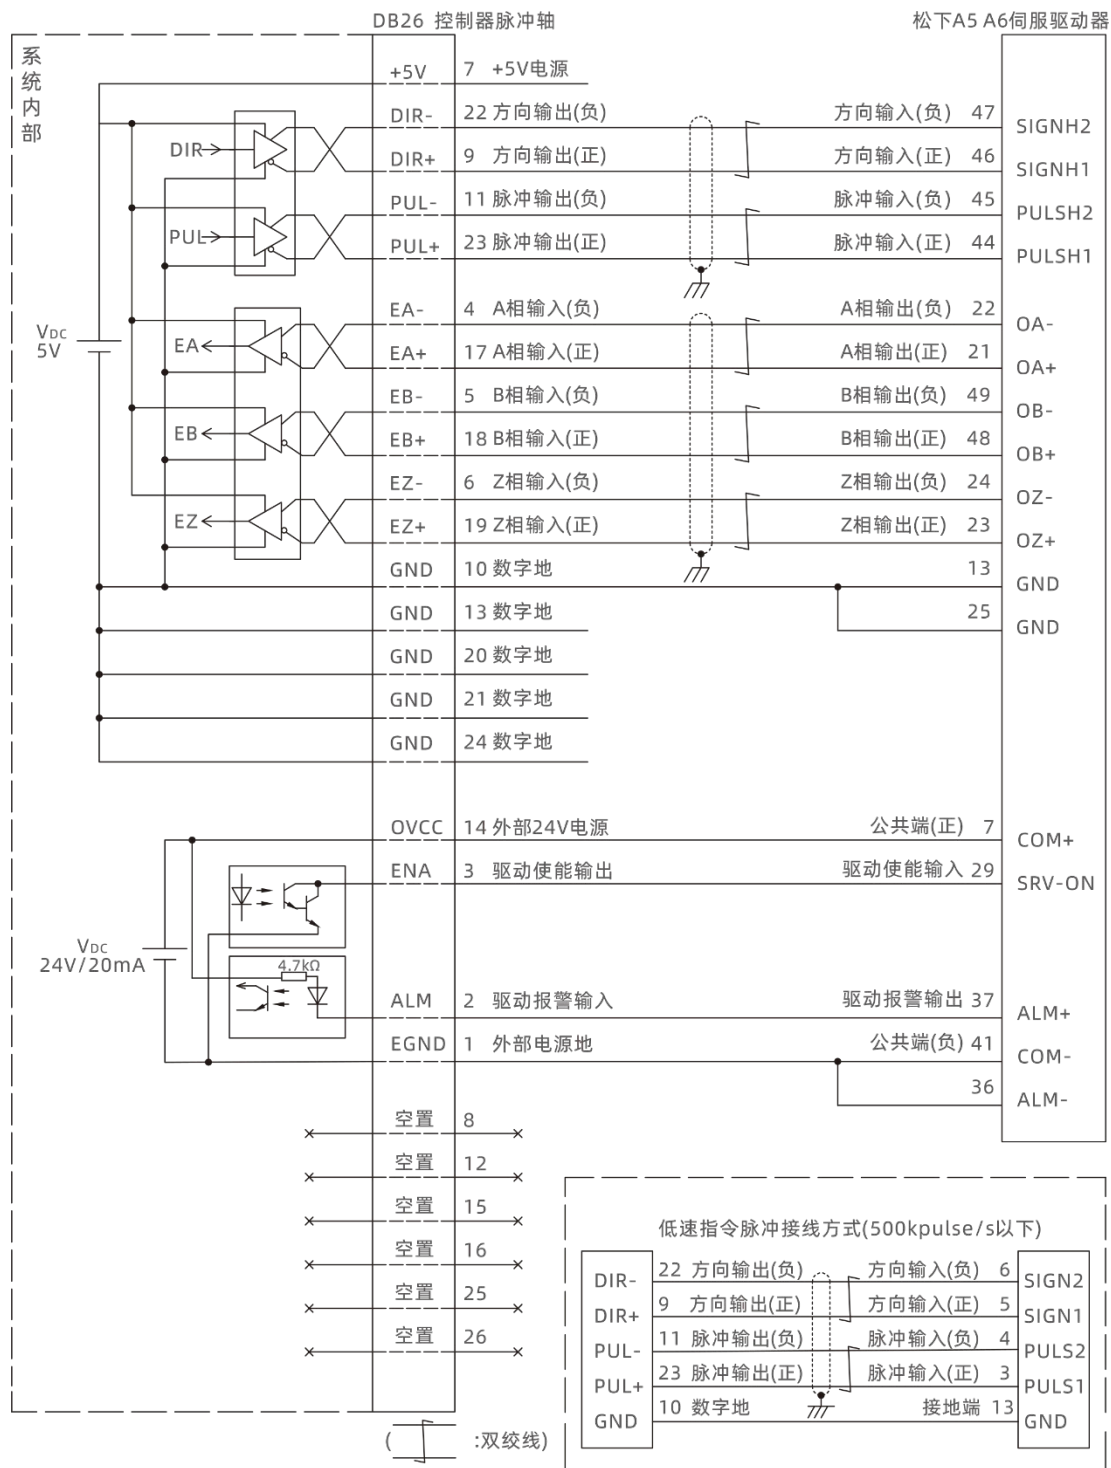 DB26 控制器脉冲轴
松下A5 A6伺服驱动器
系统内部
+5V 7 +5V电源
DIR- 22 方向输出(负) 方向输入(负) 47 SIGNH2
DIR
DIR+ 9 方向输出(正) 方向输入(正) 46 SIGNH1
PUL- 11 脉冲输出(负) 脉冲输入(负) 45 PULSH2
PUL
PUL+ 23 脉冲输出(正) 脉冲输入(正) 44 PULSH1
EA- 4 A相输入(负) A相输出(负) 22 OA-
VDC
5V
EA
EA+ 17 A相输入(正) A相输出(正) 21 OA+
EB- 5 B相输入(负) B相输出(负) 49 OB-
EB
EB+ 18 B相输入(正) B相输出(正) 48 OB+
EZ- 6 Z相输入(负) Z相输出(负) 24 OZ-
EZ
EZ+ 19 Z相输入(正) Z相输出(正) 23 OZ+
GND 10 数字地 13 GND
GND 13 数字地 25 GND
GND 20 数字地
GND 21 数字地
GND 24 数字地
OVCC 14 外部24V电源 公共端(正) 7 COM+
ENA 3 驱动使能输出 驱动使能输入 29 SRV-ON
VDC
24V/20mA
4.7kΩ
ALM 2 驱动报警输入 驱动报警输出 37 ALM+
EGND 1 外部电源地 公共端(负) 41 COM-
36 ALM-
空置 8
空置 12
空置 15
空置 16
空置 25
空置 26
低速指令脉冲接线方式(500kpulse/s以下)
DIR- 22 方向输出(负) 方向输入(负) 6 SIGN2
DIR+ 9 方向输出(正) 方向输入(正) 5 SIGN1
PUL- 11 脉冲输出(负) 脉冲输入(负) 4 PULS2
PUL+ 23 脉冲输出(正) 脉冲输入(正) 3 PULS1
GND 10 数字地 接地端 13 GND
( :双绞线)